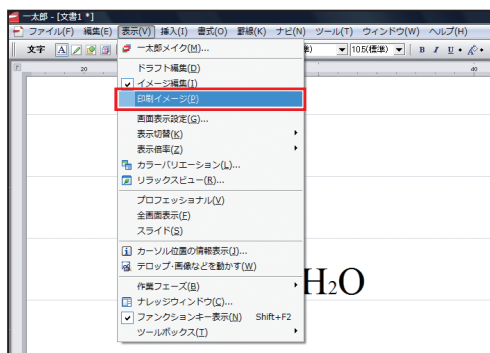 一太郎 - [文書1 *]
ファイル(F) 編集(E) 表示(V) 挿入(I) 書式(O) 罫線(K) ナビ(N) ツール(T) ウィンドウ(W) ヘルプ(H)
文字 10.5(標準) B I U
20 40
一太郎メイク(M)...
ドラフト編集(D)
イメージ編集(I)
印刷イメージ(P)
画面表示設定(G)...
表示切替(K)
表示倍率(Z)
カラーバリエーション(L)...
リラックスビュー(R)...
プロフェッショナル(V)
全画面表示(F)
スライド(S)
カーソル位置の情報表示(J)...
テロップ・画像などを動かす(W)
H2O
作業フェーズ(B)
ナレッジウィンドウ(C)...
ファンクションキー表示(N) Shift+F2
ツールボックス(T)